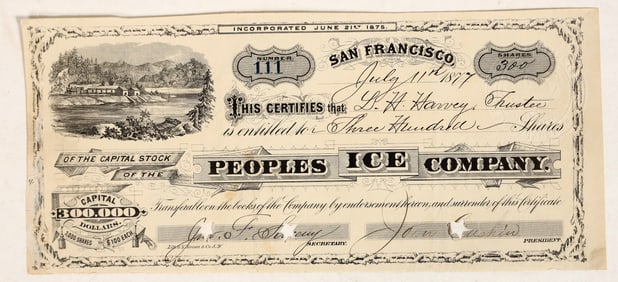 INCORPORATED JUNE 21ST 1875.
NUMBER
111
SAN FRANCISCO,
SHARES
300
July 11th 1877
THIS CERTIFIES that L. H. Harvey, Trustee
is entitled to Three Hundred Shares
OF THE CAPITAL STOCK
OF THE
PEOPLES ICE COMPANY.
CAPITAL
300.000
DOLLARS.
3000 SHARES $100 EACH
Transferable on the books of the Company by endorsement hereon, and surrender of this certificate
SECRETARY.
PRESIDENT.